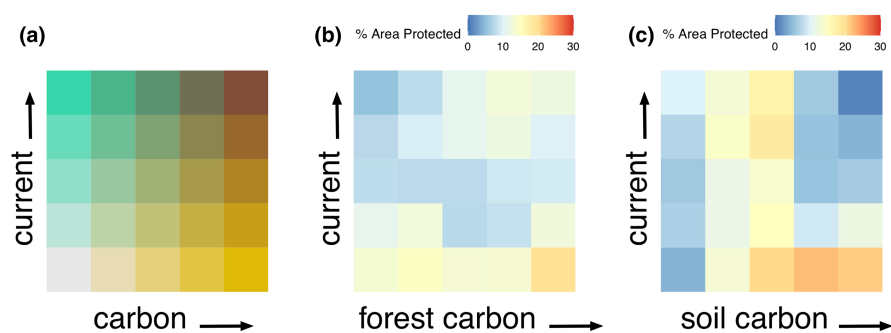 (a)
current
carbon
(b)
% Area Protected
0 10 20 30
current
forest carbon
(c)
% Area Protected
0 10 20 30
current
soil carbon